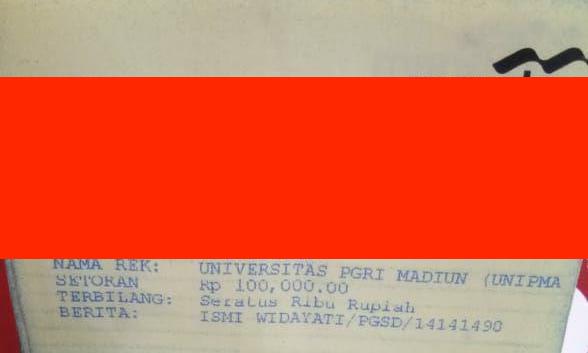 NAMA REK: UNIVERSITAS PGRI MADIUN (UNIPMA
SETORAN Rp 100,000.00
TERBILANG: Seratus Ribu Rupiah
BERITA: ISMI WIDAYATI/PGSD/14141490